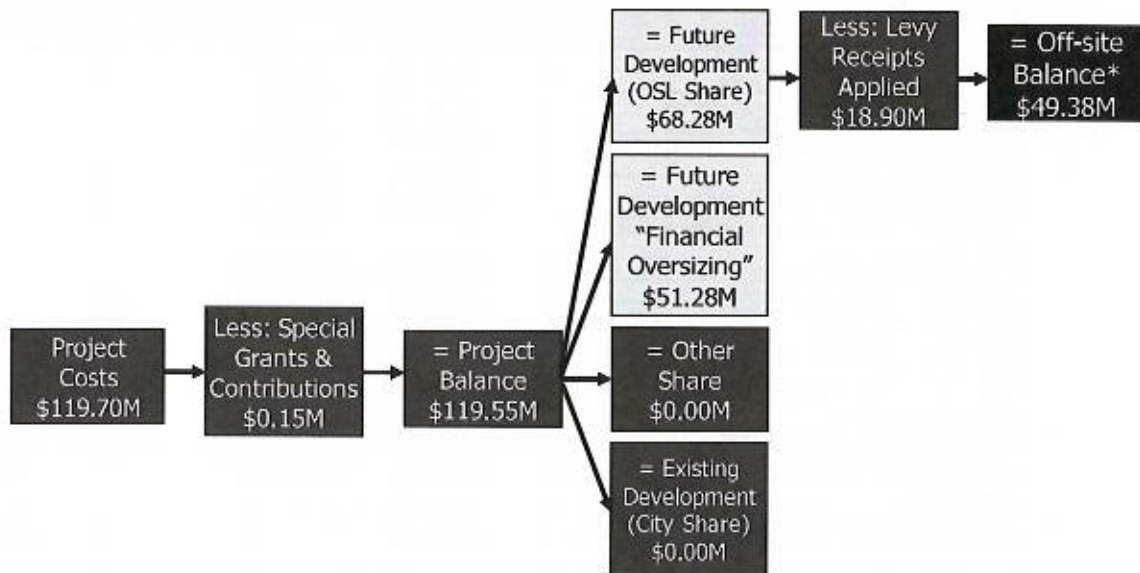 Project
Costs
$119.70M
Less: Special
Grants &
Contributions
$0.15M
= Project
Balance
$119.55M
= Future
Development
(OSL Share)
$68.28M
Less: Levy
Receipts
Applied
$18.90M
= Off-site
Balance*
$49.38M
= Future
Development
"Financial
Oversizing"
$51.28M
= Other
Share
$0.00M
= Existing
Development
(City Share)
$0.00M